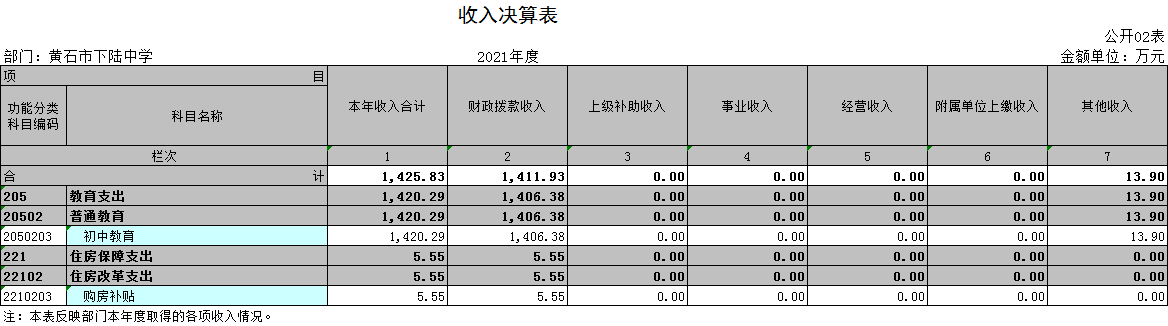 收入决算表
公开02表
部门：黄石市下陆中学 2021年度 金额单位：万元
项 目 本年收入合计 财政拨款收入 上级补助收入 事业收入 经营收入 附属单位上缴收入 其他收入
功能分类科目编码 科目名称
栏次 1 2 3 4 5 6 7
合 计 1,425.83 1,411.93 0.00 0.00 0.00 0.00 13.90
205 教育支出 1,420.29 1,406.38 0.00 0.00 0.00 0.00 13.90
20502 普通教育 1,420.29 1,406.38 0.00 0.00 0.00 0.00 13.90
2050203 初中教育 1,420.29 1,406.38 0.00 0.00 0.00 0.00 13.90
221 住房保障支出 5.55 5.55 0.00 0.00 0.00 0.00 0.00
22102 住房改革支出 5.55 5.55 0.00 0.00 0.00 0.00 0.00
2210203 购房补贴 5.55 5.55 0.00 0.00 0.00 0.00 0.00
注：本表反映部门本年度取得的各项收入情况。